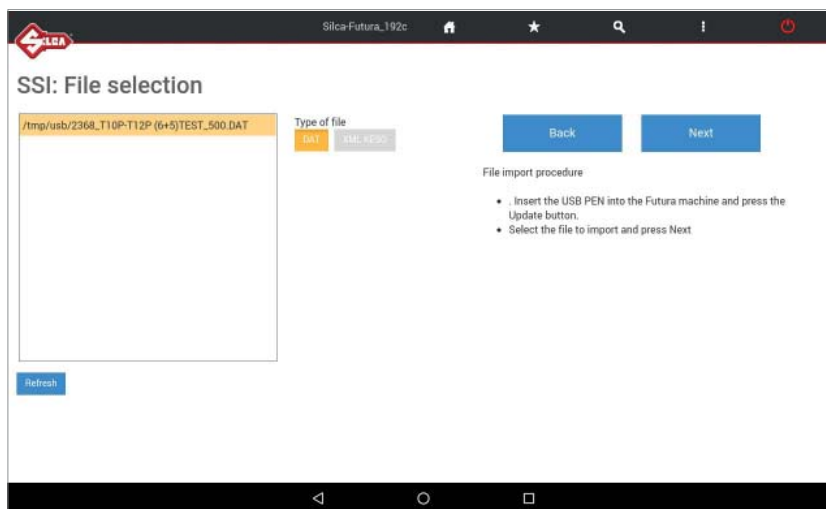 SILCA
Silca-Futura_192c
SSI: File selection
/tmp/usb/2368_T10P-T12P (6+5)TEST_500.DAT
Type of file
DAT
XML KESO
Back
Next
File import procedure
. Insert the USB PEN into the Futura machine and press the
Update button.
Select the file to import and press Next
Refresh